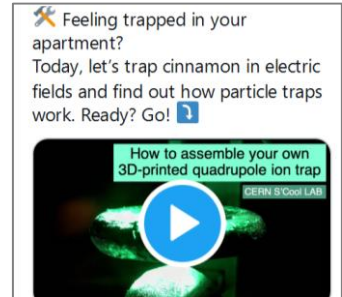 🛠️ Feeling trapped in your
apartment?
Today, let's trap cinnamon in electric
fields and find out how particle traps
work. Ready? Go! ⤵️
How to assemble your own
3D-printed quadrupole ion trap
CERN S'Cool LAB